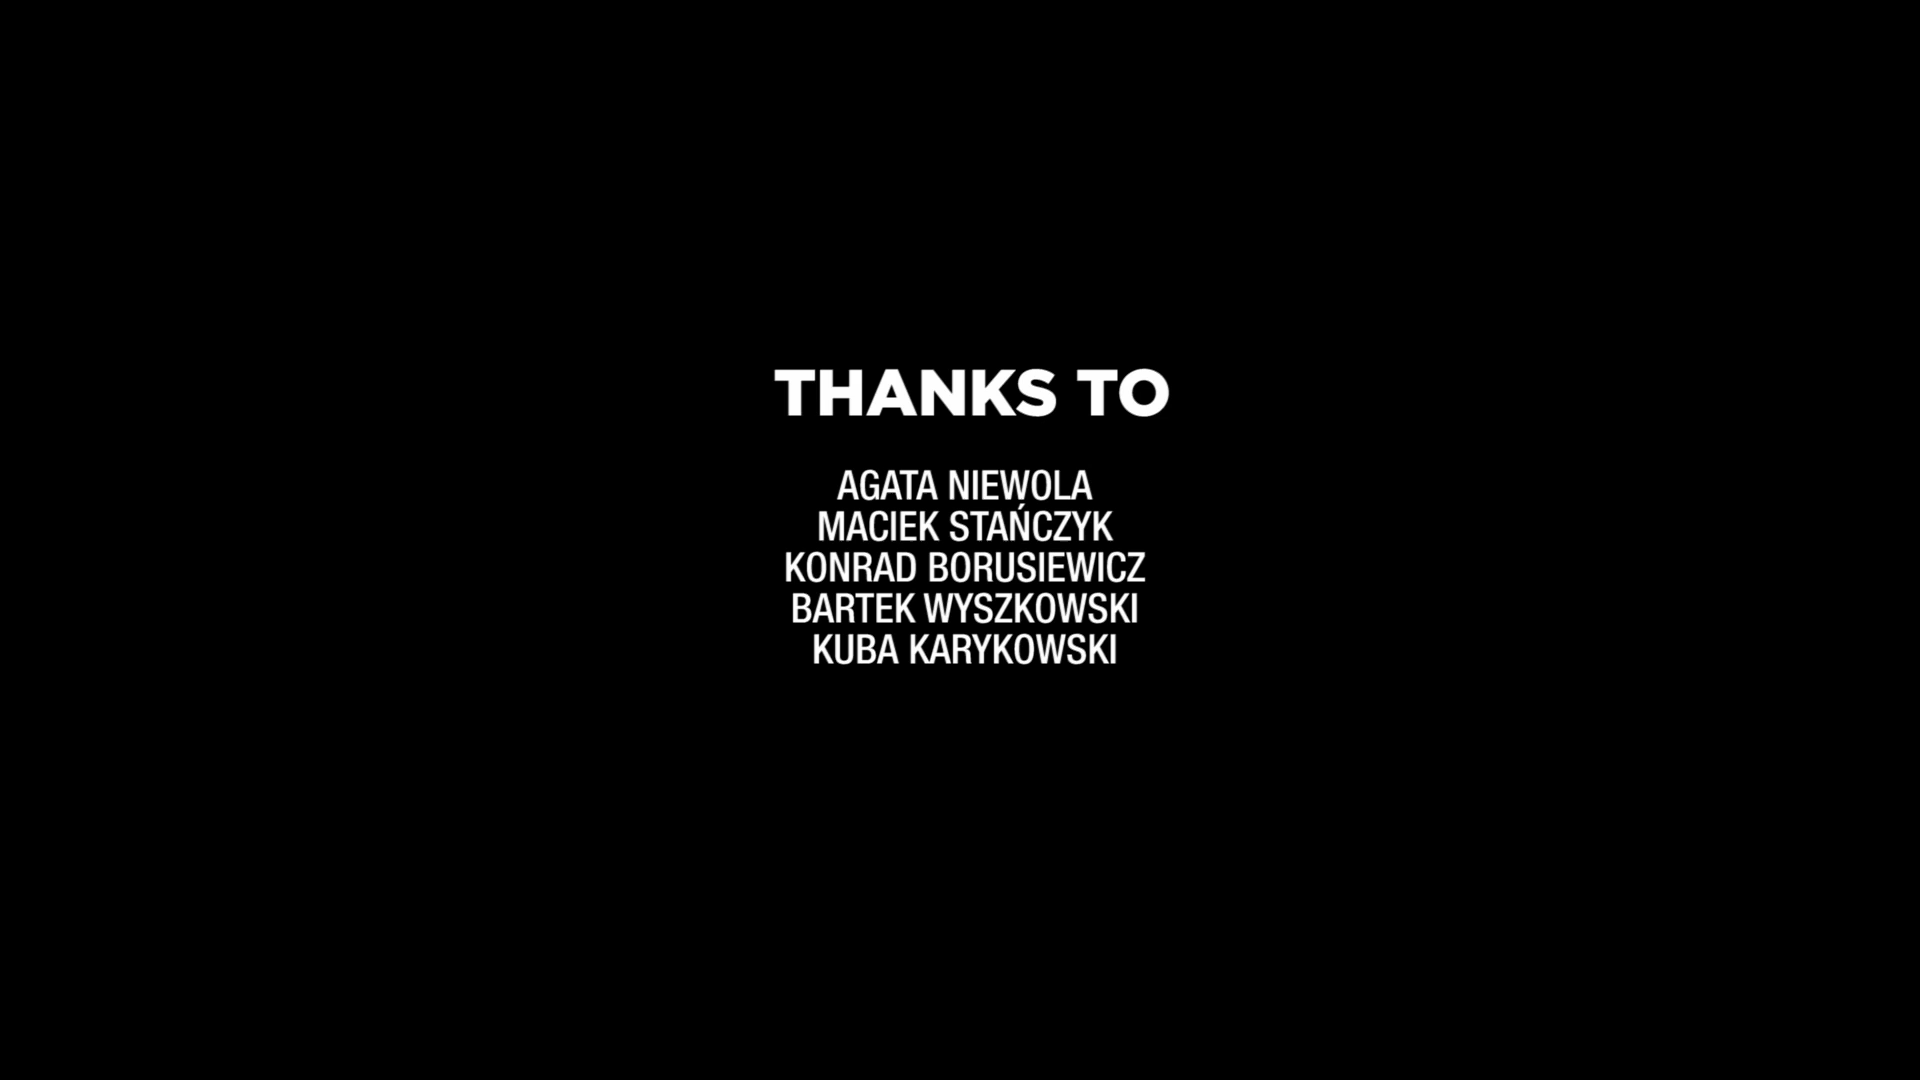 THANKS TO
AGATA NIEWOLA
MACIEK STAŃCZYK
KONRAD BORUSIEWICZ
BARTEK WYSZKOWSKI
KUBA KARYKOWSKI